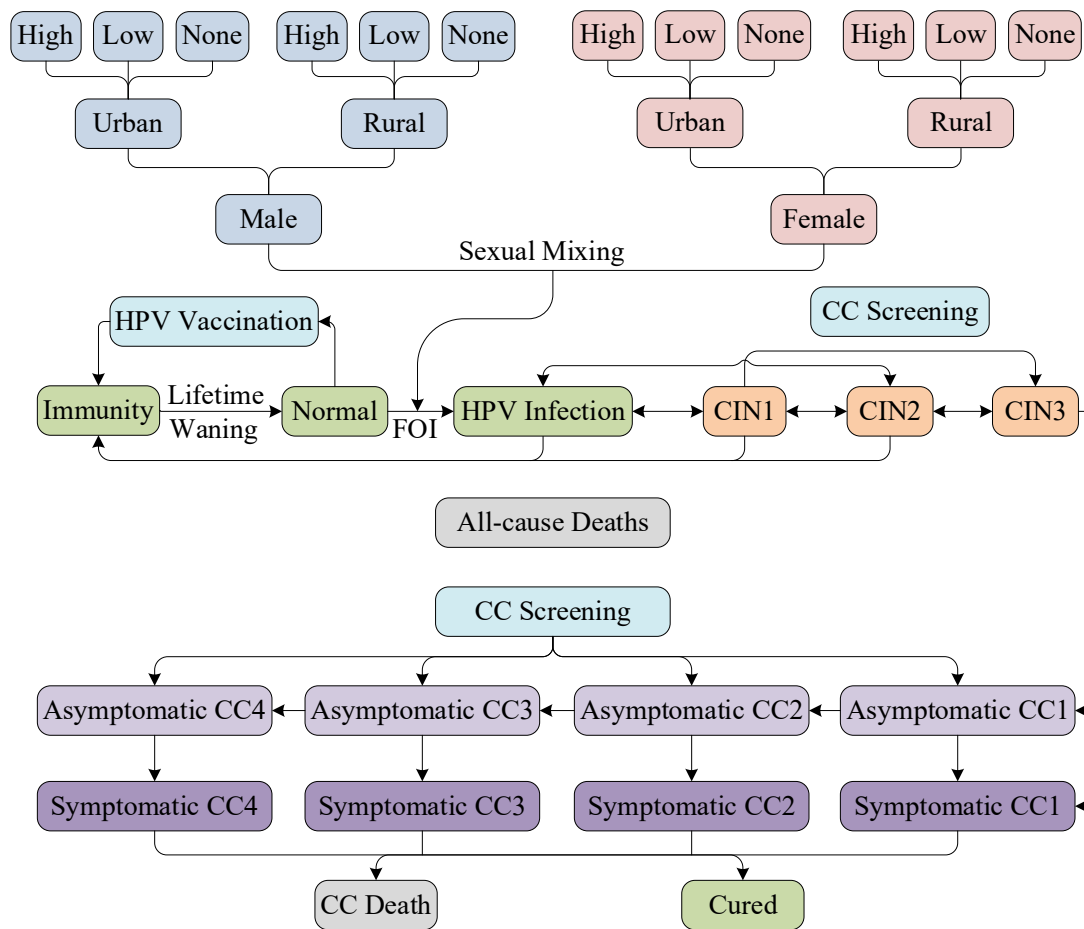 High Low None High Low None High Low None High Low None
Urban Rural Urban Rural
Male Female
Sexual Mixing
HPV Vaccination CC Screening
Immunity Lifetime Waning Normal FOI HPV Infection CIN1 CIN2 CIN3
All-cause Deaths
CC Screening
Asymptomatic CC4 Asymptomatic CC3 Asymptomatic CC2 Asymptomatic CC1
Symptomatic CC4 Symptomatic CC3 Symptomatic CC2 Symptomatic CC1
CC Death Cured